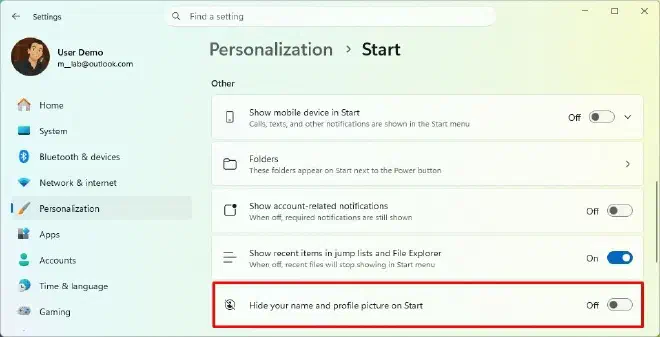 Settings
Find a setting
User Demo
m_lab@outlook.com
Personalization > Start
Home
System
Bluetooth & devices
Network & internet
Personalization
Apps
Accounts
Time & language
Gaming
Other
Show mobile device in Start
Calls, texts, and other notifications are shown in the Start menu
Off
Folders
These folders appear on Start next to the Power button
Show account-related notifications
When off, required notifications are still shown
Off
Show recent items in jump lists and File Explorer
When off, recent files will stop showing in Start menu
On
Hide your name and profile picture on Start
Off